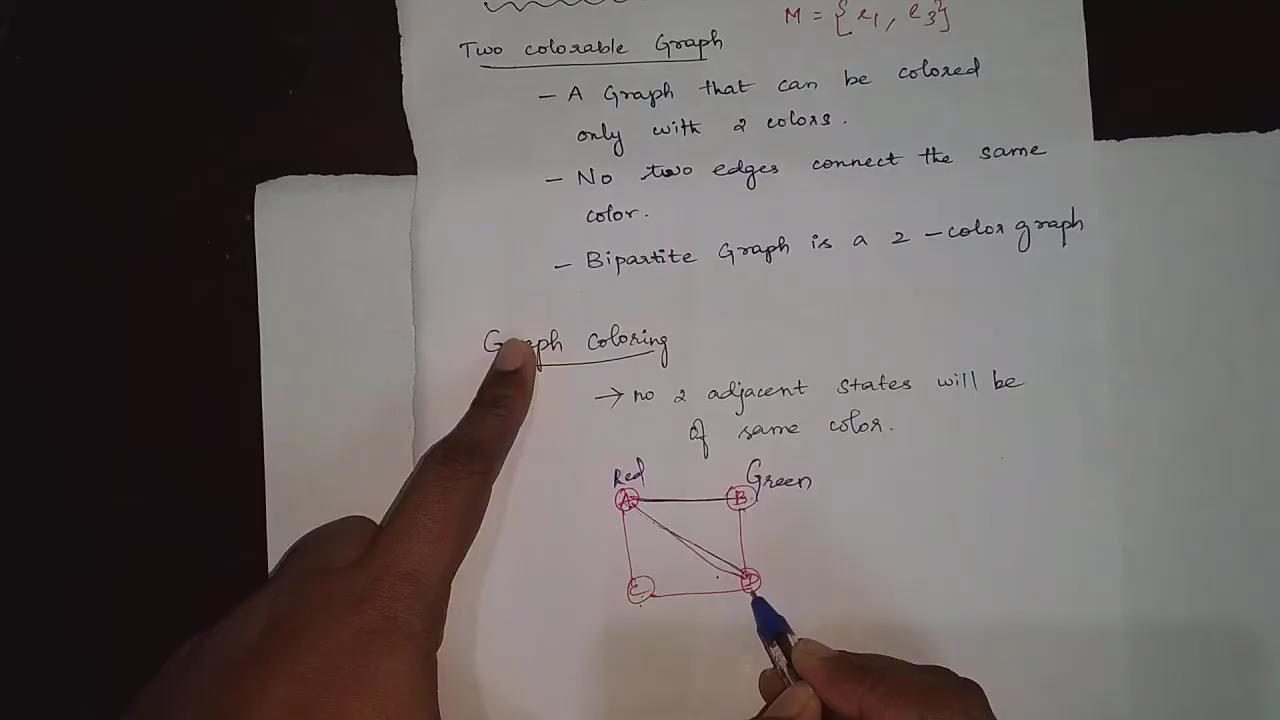 M = {e1, e3}
Two colorable Graph
- A Graph that can be colored
only with 2 colors.
- No two edges connect the same
color.
- Bipartite Graph is a 2-color graph
Graph coloring
→ no 2 adjacent states will be
of same color.
Red Green
A B
C D